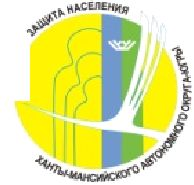 ЗАЩИТА НАСЕЛЕНИЯ
ХАНТЫ-МАНСИЙСКОГО АВТОНОМНОГО ОКРУГА-ЮГРЫ